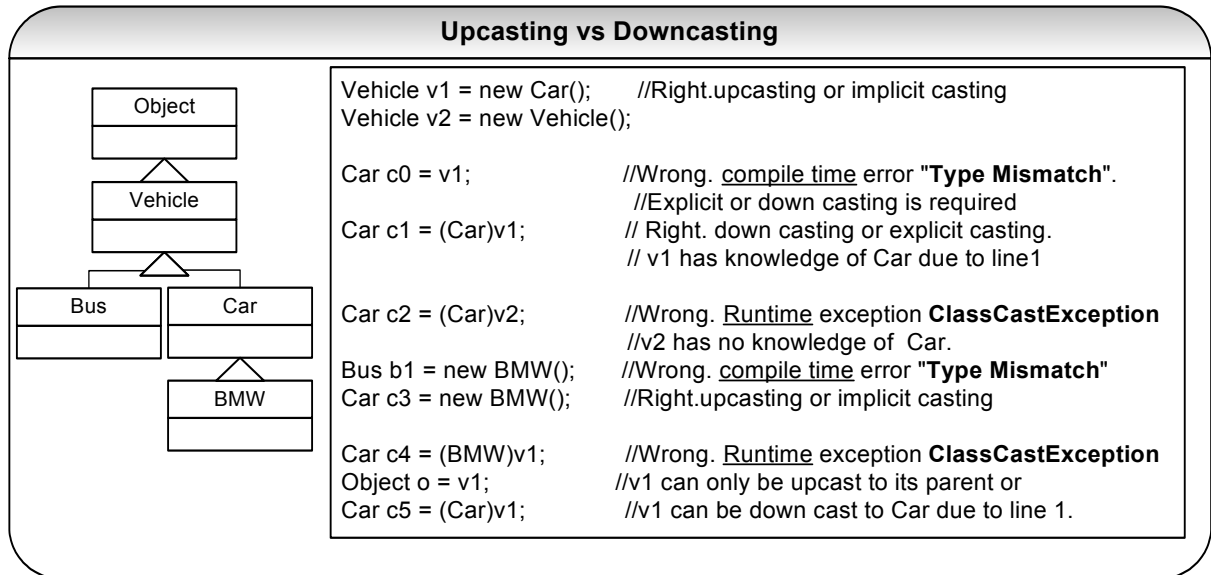 Upcasting vs Downcasting
Object
Vehicle
Bus
Car
BMW
Vehicle v1 = new Car(); //Right.upcasting or implicit casting
Vehicle v2 = new Vehicle();
Car c0 = v1; //Wrong. compile time error "Type Mismatch".
//Explicit or down casting is required
Car c1 = (Car)v1; // Right. down casting or explicit casting.
// v1 has knowledge of Car due to line1
Car c2 = (Car)v2; //Wrong. Runtime exception ClassCastException
//v2 has no knowledge of Car.
Bus b1 = new BMW(); //Wrong. compile time error "Type Mismatch"
Car c3 = new BMW(); //Right.upcasting or implicit casting
Car c4 = (BMW)v1; //Wrong. Runtime exception ClassCastException
Object o = v1; //v1 can only be upcast to its parent or
Car c5 = (Car)v1; //v1 can be down cast to Car due to line 1.